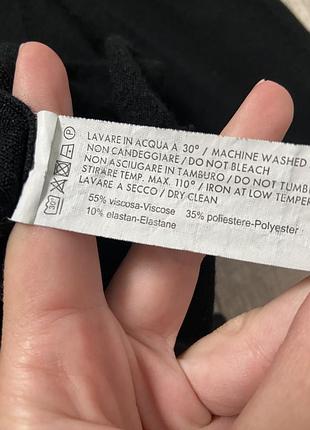 LAVARE IN ACQUA A 30° / MACHINE WASHED
NON CANDEGGIARE / DO NOT BLEACH
NON ASCIUGARE IN TAMBURO / DO NOT TUMBL
STIRARE TEMP. MAX. 110° / IRON AT LOW TEMPER
LAVARE A SECCO / DRY CLEAN
55% viscosa-Viscose 35% poliestere-Polyester
10% elastan-Elastane
P
30°